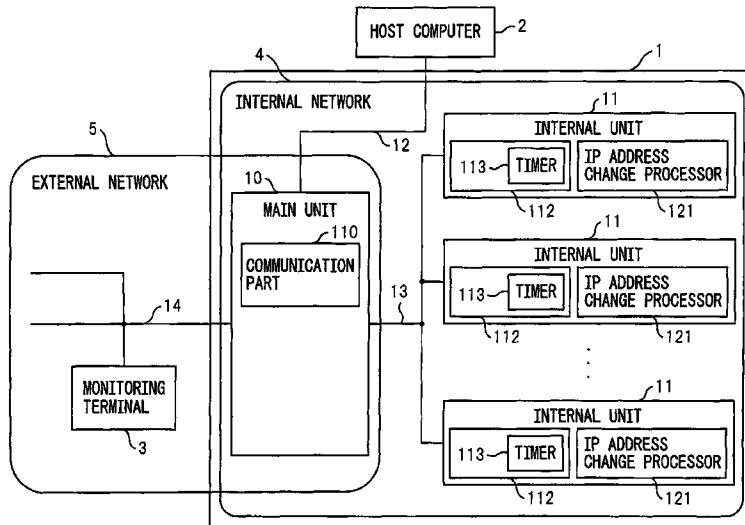 HOST COMPUTER
2
4
1
INTERNAL NETWORK
11
INTERNAL UNIT
12
5
113
TIMER
IP ADDRESS
CHANGE PROCESSOR
EXTERNAL NETWORK
10
112
121
MAIN UNIT
11
110
INTERNAL UNIT
COMMUNICATION
PART
113
TIMER
IP ADDRESS
CHANGE PROCESSOR
14
13
112
121
MONITORING
TERMINAL
11
INTERNAL UNIT
3
113
TIMER
IP ADDRESS
CHANGE PROCESSOR
112
121